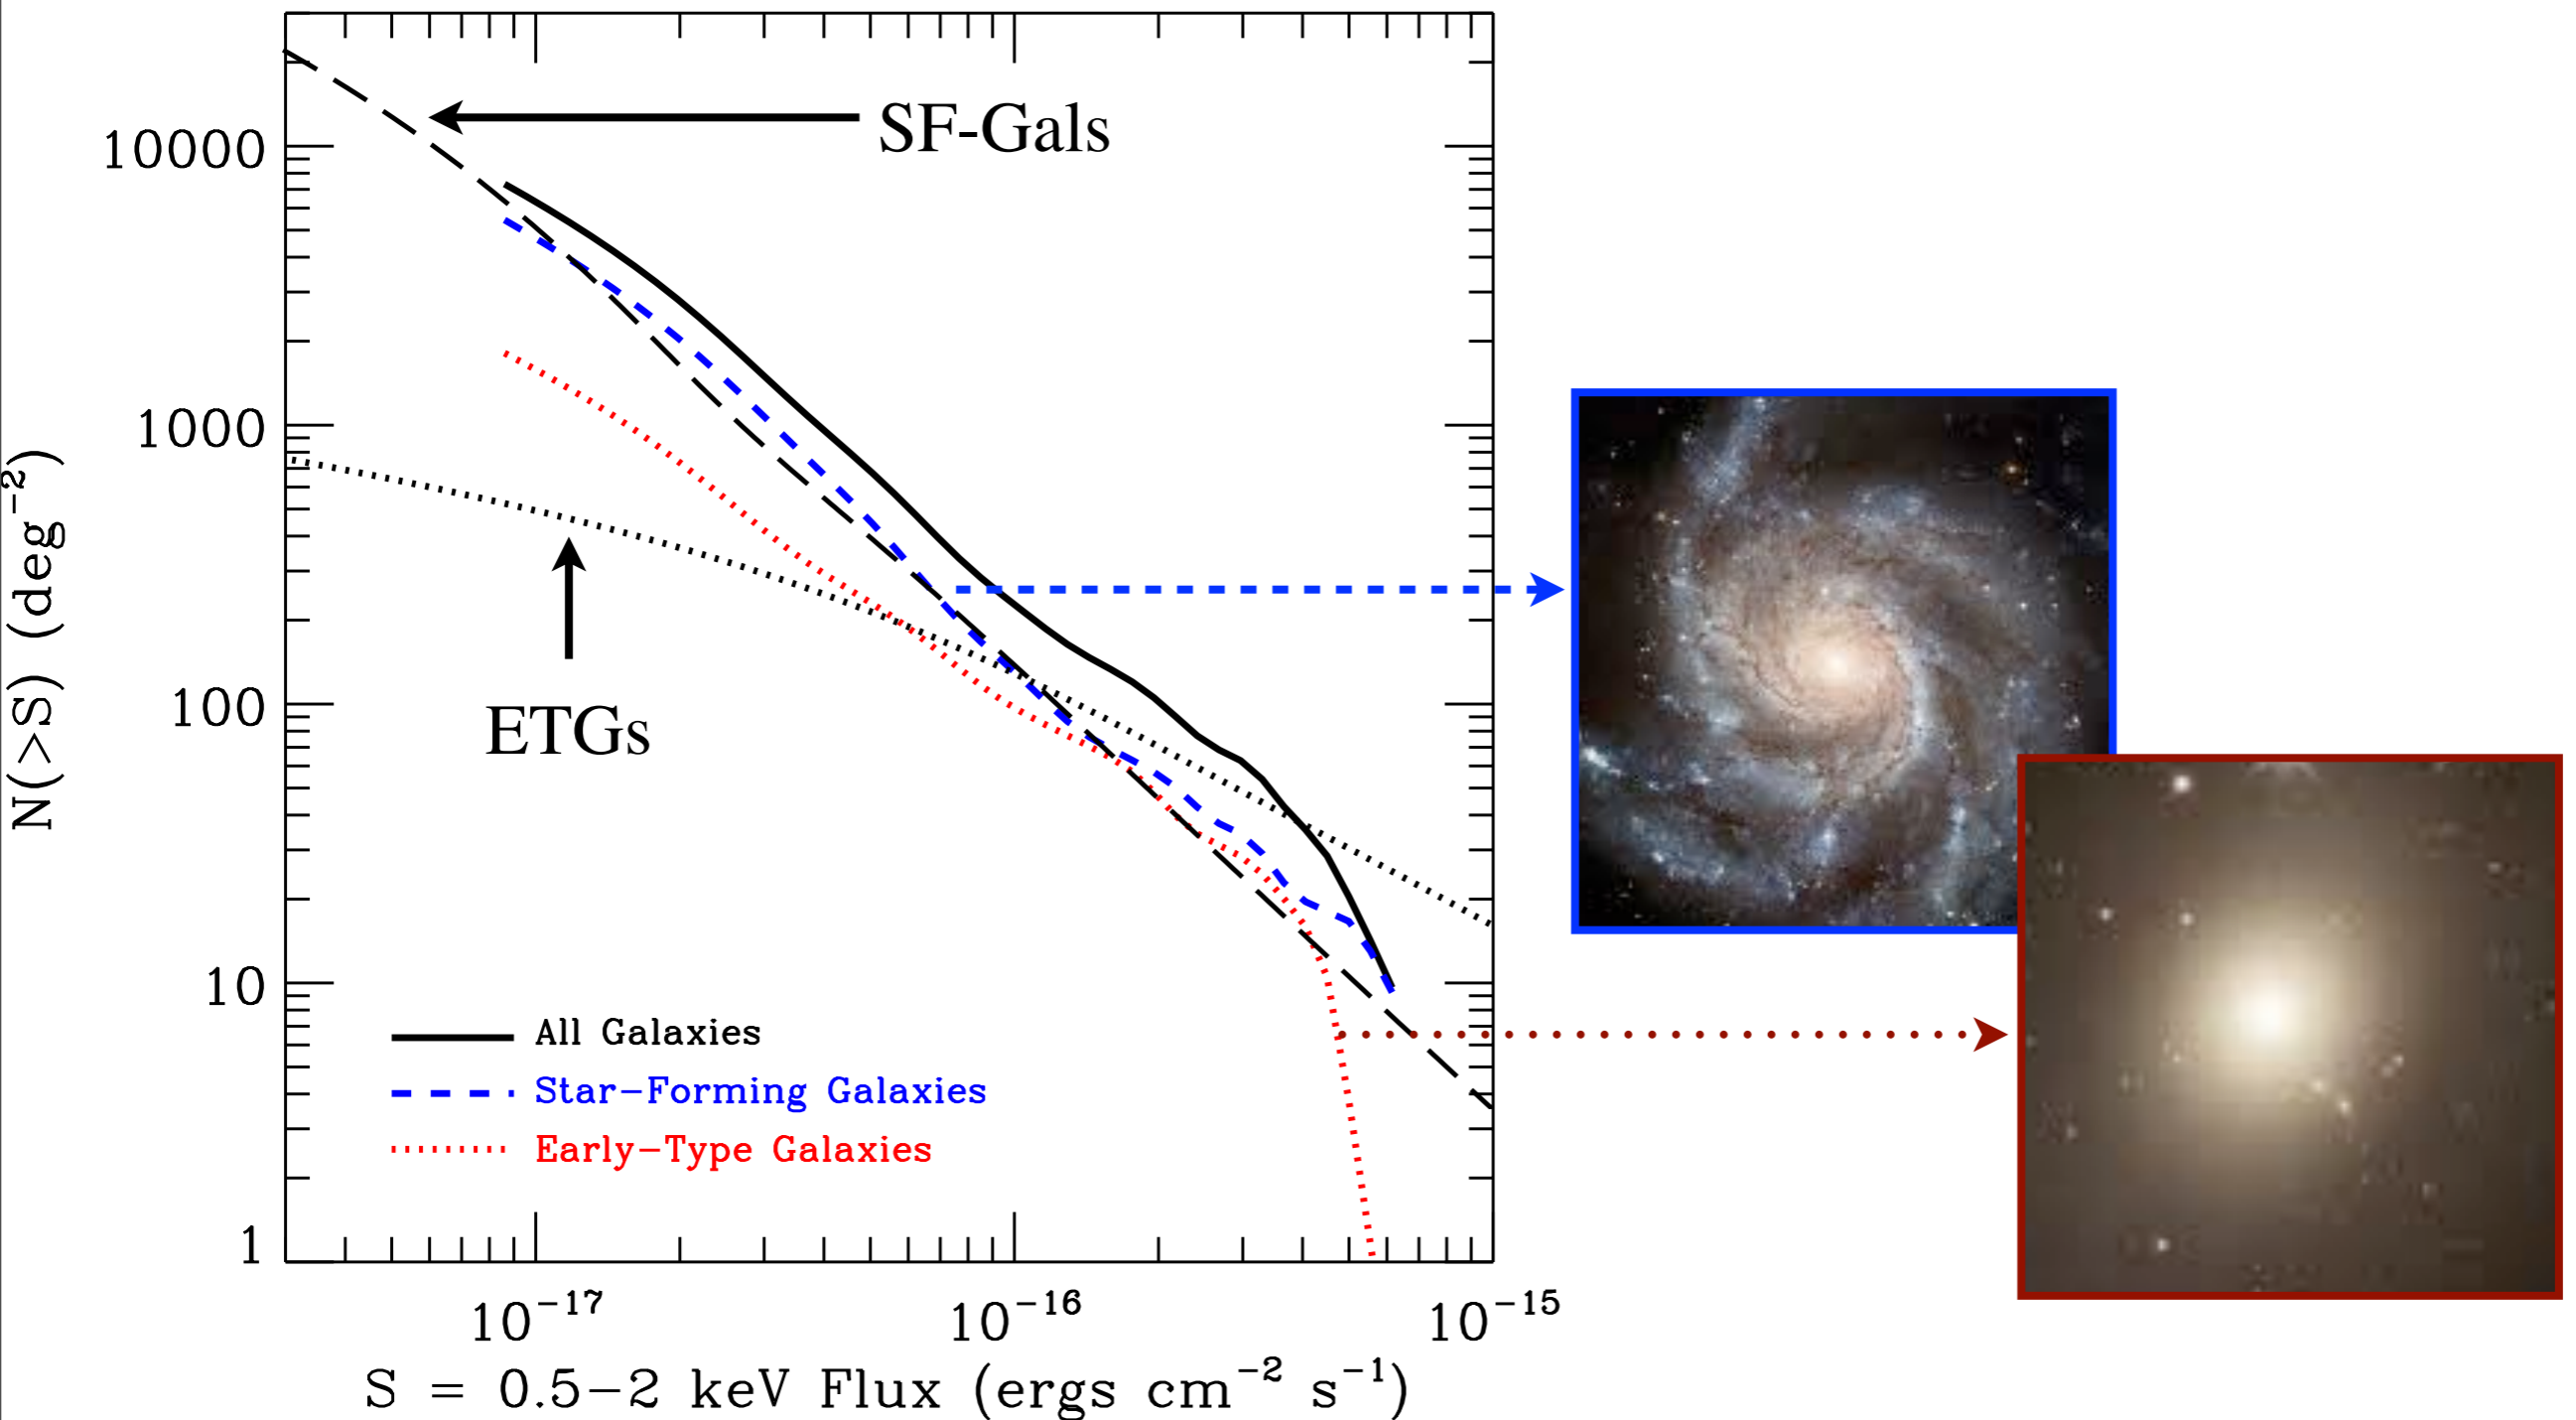 SF-Gals
10000
1000
100
10
1
N(>S) (deg⁻²)
ETGs
All Galaxies
Star-Forming Galaxies
Early-Type Galaxies
10⁻¹⁷ 10⁻¹⁶ 10⁻¹⁵
S = 0.5-2 keV Flux (ergs cm⁻² s⁻¹)